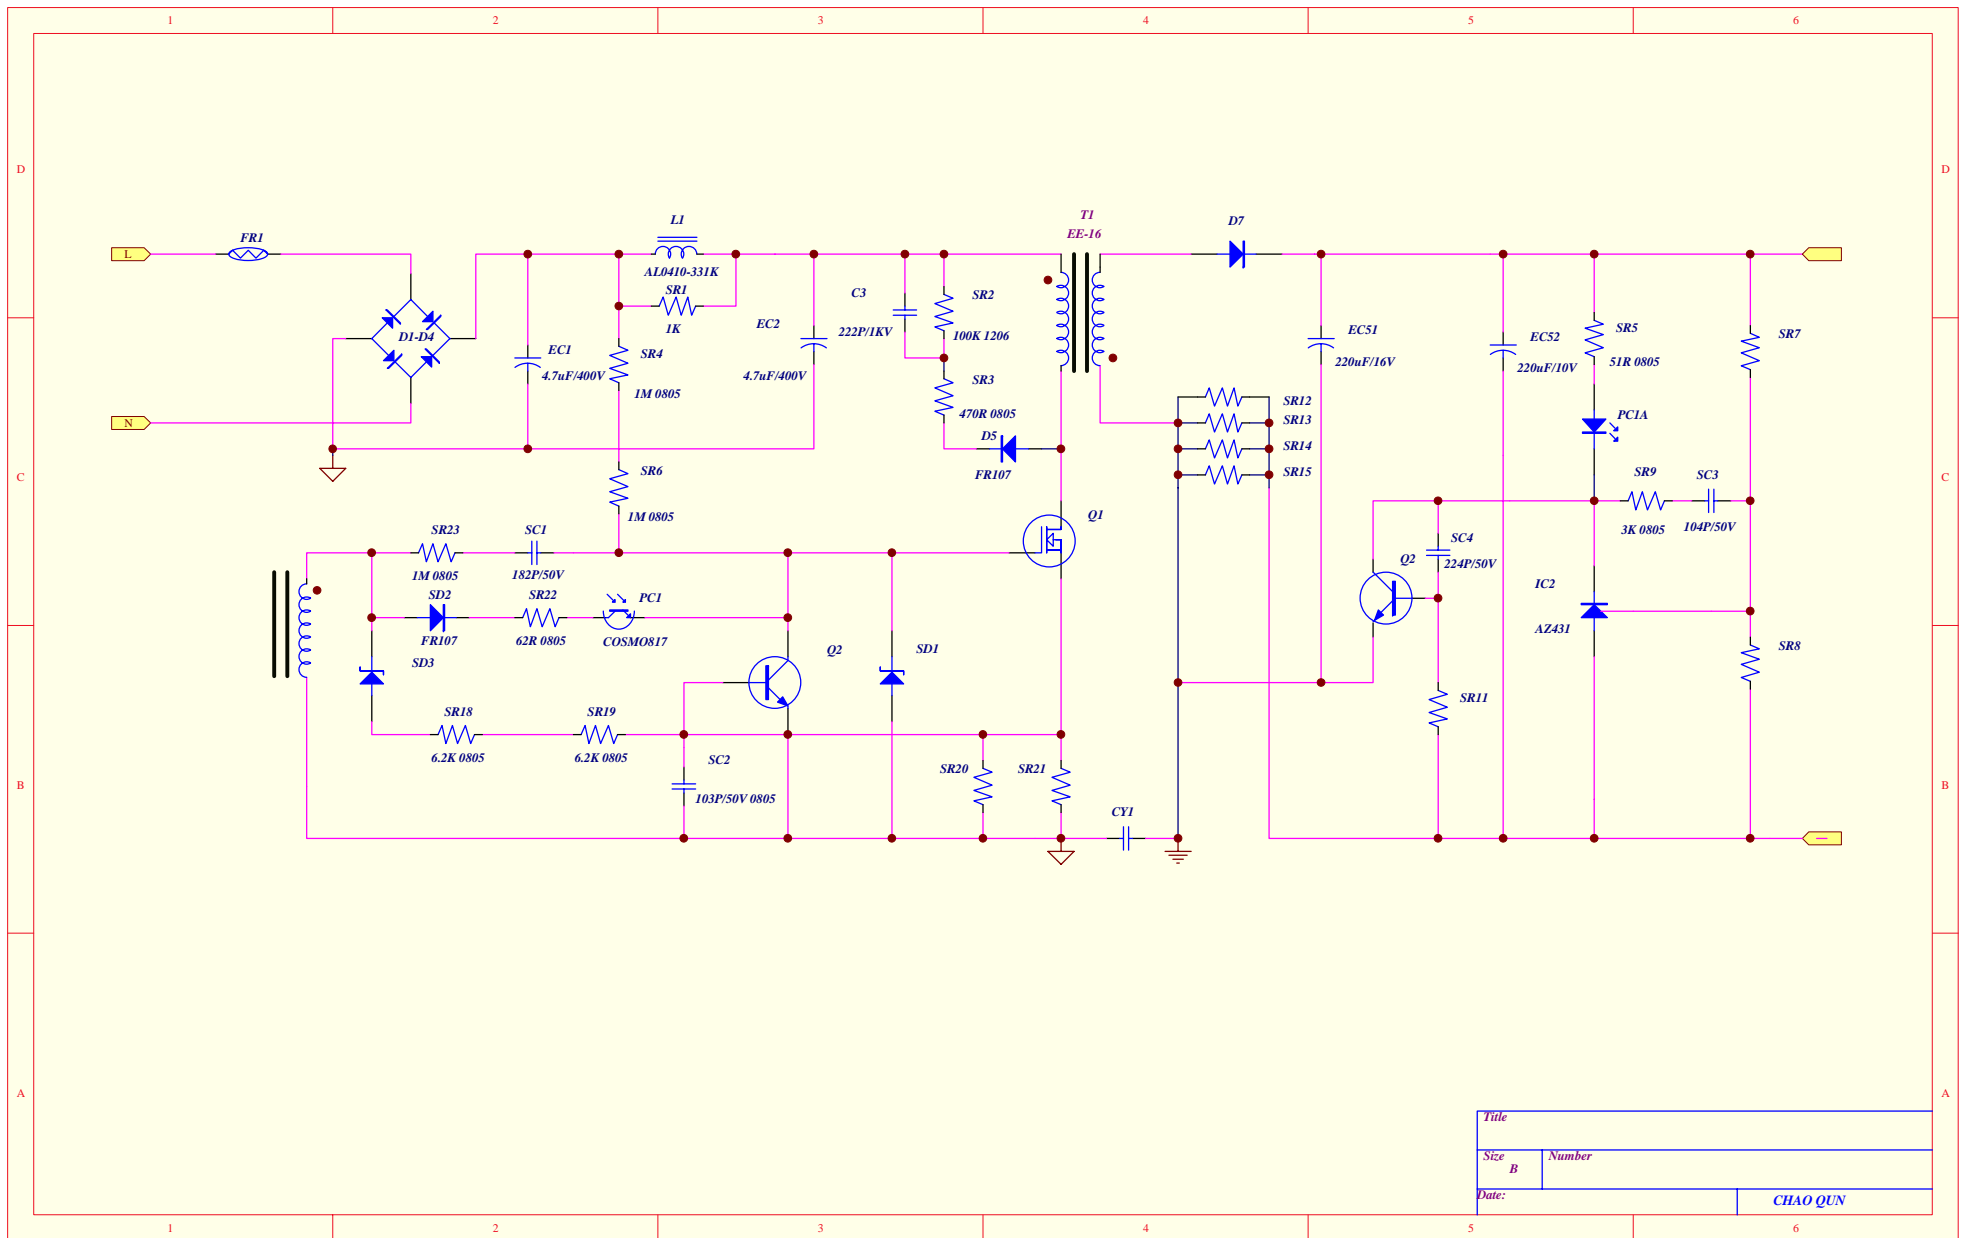 1 2 3 4 5 6
D D
T1
L1 D7
EE-16
FR1
L
AL0410-331K
SR1
C3 SR2
EC2 1K 222P/1KV 100K 1206
D1-D4 EC51 EC52 SR5 SR7
EC1 SR4
4.7uF/400V 4.7uF/400V 220uF/16V 220uF/10V 51R 0805
1M 0805 SR3
SR12
470R 0805 PC1A
N SR13
D5 SR14
C SR6 FR107 SR15 SR9 SC3 C
1M 0805 Q1
SR23 SC1 3K 0805 104P/50V
SC4
Q2 224P/50V
1M 0805 182P/50V IC2
SD2 SR22 PC1
AZ431
FR107 62R 0805 COSMO817
SD3 Q2 SD1 SR8
SR18 SR19 SR11
6.2K 0805 6.2K 0805 SC2
SR20 SR21
B 103P/50V 0805 B
CY1
—
A A
Title
Size Number
B
Date: CHAO QUN
1 2 3 4 5 6